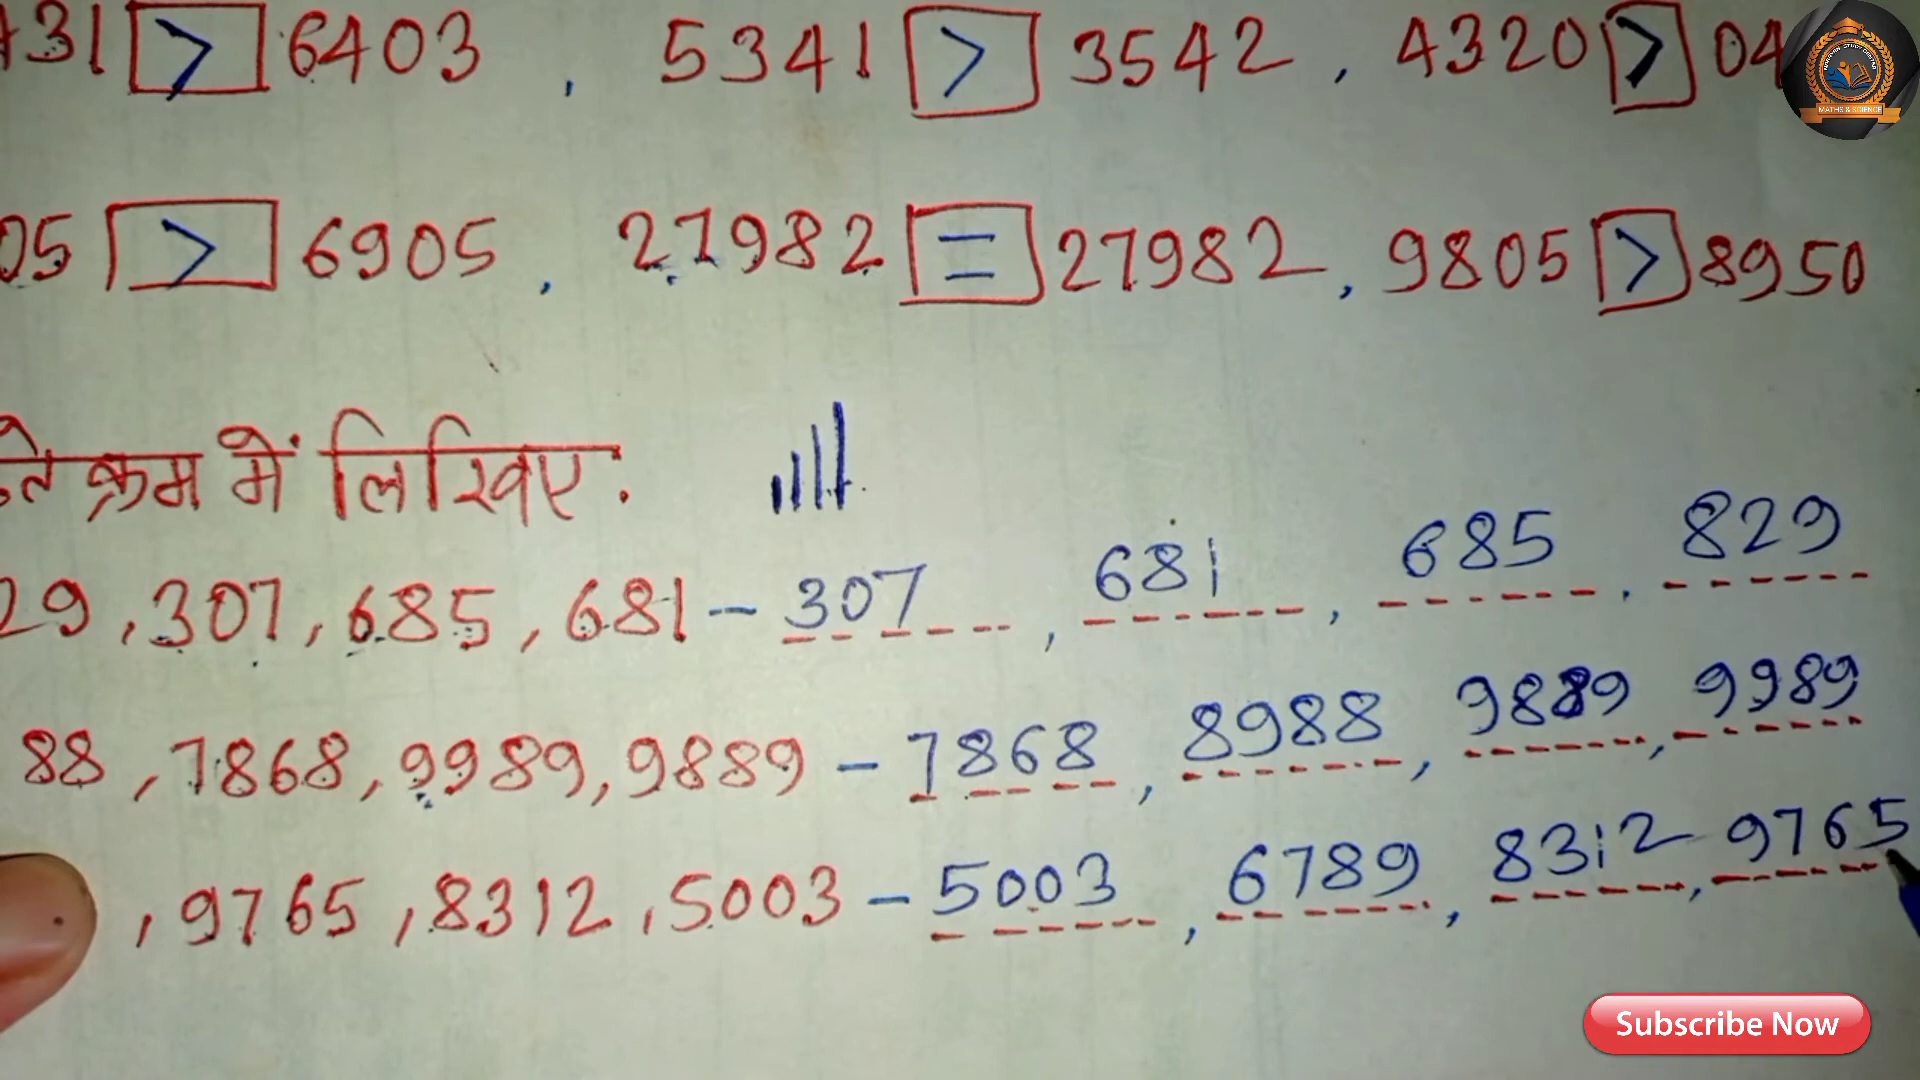 431 > 6403 , 5341 > 3542 , 4320 > 04
05 > 6905 , 27982 = 27982 , 9805 > 8950
ते क्रम में लिखिए.
29 , 307 , 685 , 681 – 307 , 681 , 685 , 829
88 , 7868 , 9989 , 9889 – 7868 , 8988 , 9889 , 9989
, 9765 , 8312 , 5003 – 5003 , 6789 , 8312 , 9765
MATHS & SCIENCE
Subscribe Now